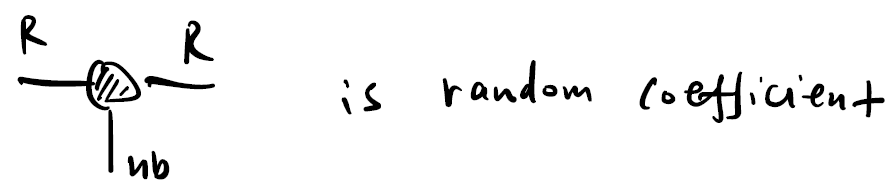 R R
is random coefficient
nb